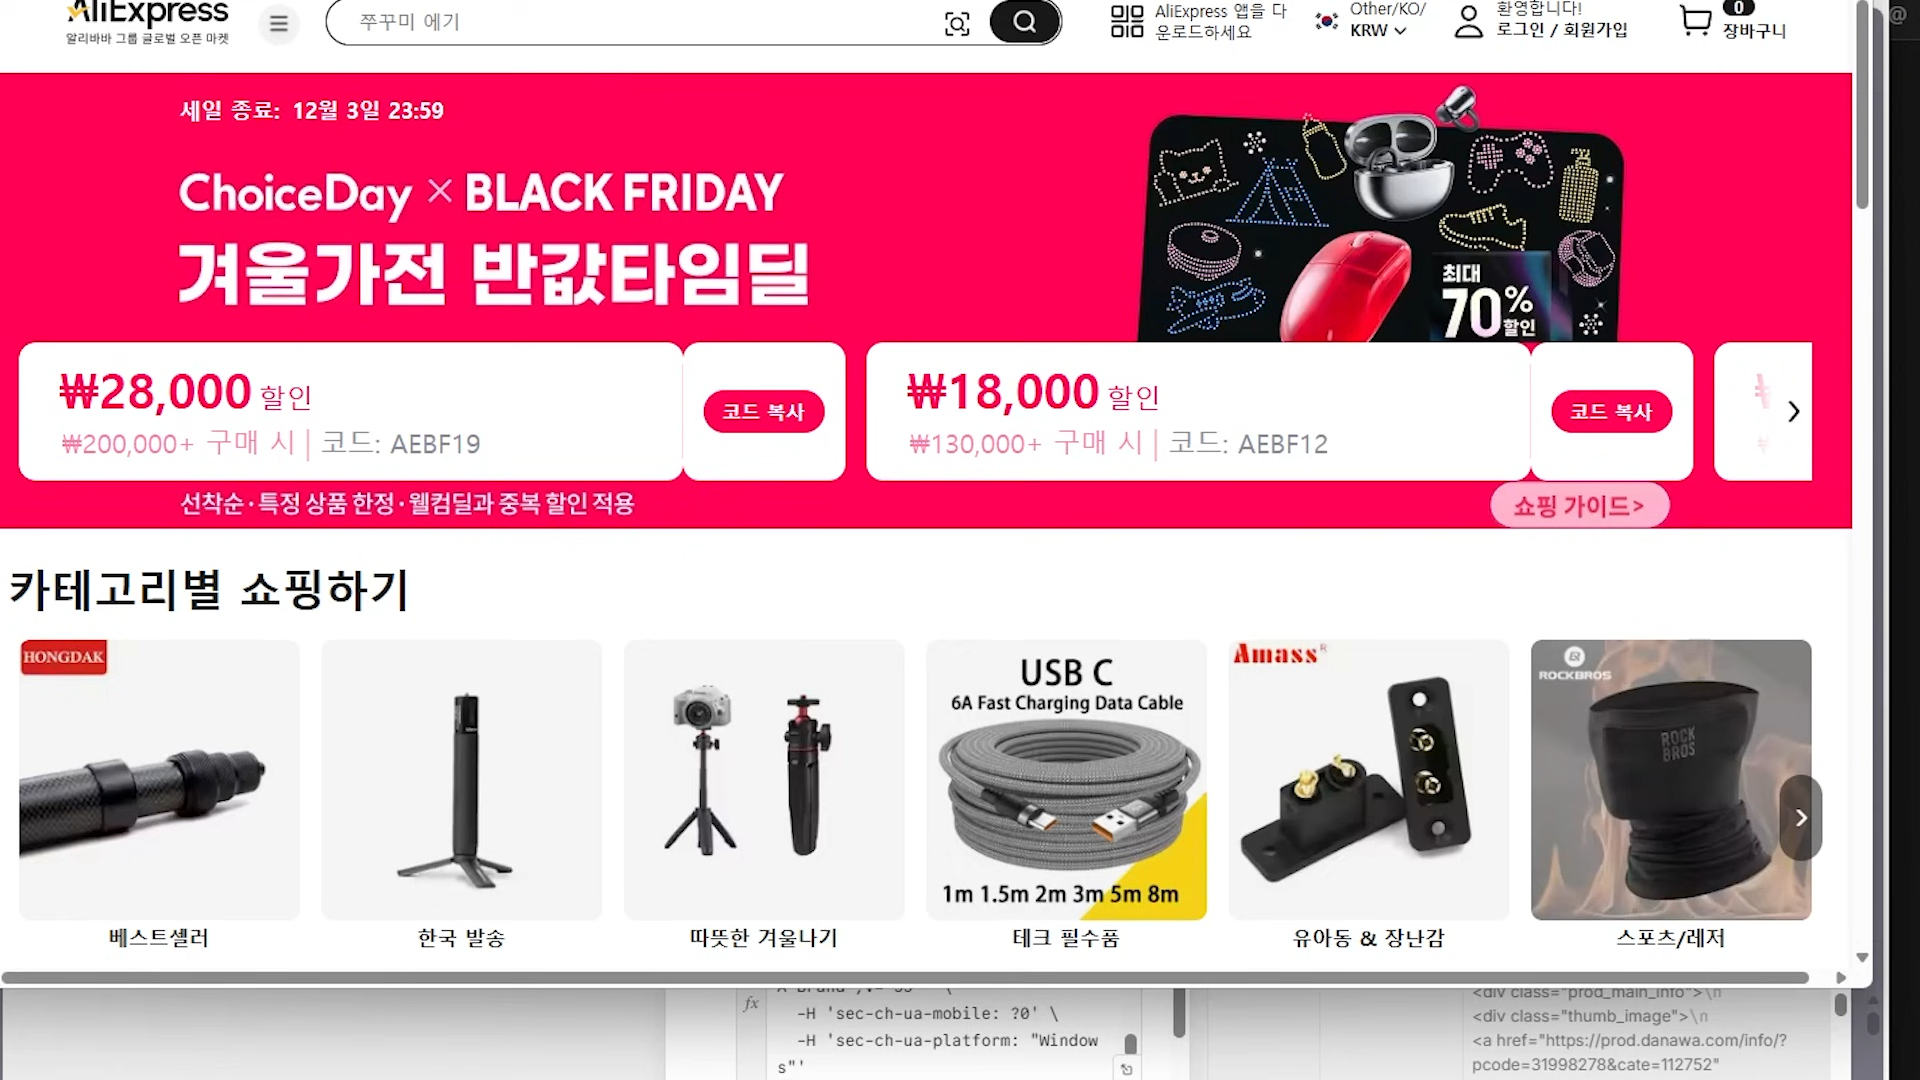 AliExpress
알리바바 그룹 글로벌 오픈 마켓
쭈꾸미 에기
AliExpress 앱을 다
운로드하세요
Other/KO/
KRW
환영합니다!
로그인 / 회원가입
0
장바구니
@
세일 종료: 12월 3일 23:59
ChoiceDay × BLACK FRIDAY
겨울가전 반값타임딜
최대
70%
할인
₩28,000 할인
₩200,000+ 구매 시 | 코드: AEBF19
코드 복사
₩18,000 할인
₩130,000+ 구매 시 | 코드: AEBF12
코드 복사
선착순·특정 상품 한정·웰컴딜과 중복 할인 적용
쇼핑 가이드>
카테고리별 쇼핑하기
HONGDAK
USB C
6A Fast Charging Data Cable
1m 1.5m 2m 3m 5m 8m
Amass R
ROCKBROS
ROCK
BROS
베스트셀러
한국 발송
따뜻한 겨울나기
테크 필수품
유아동 & 장난감
스포츠/레저
fx
-H 'sec-ch-ua-mobile: ?0' \
-H 'sec-ch-ua-platform: "Window
s"'
<div class="prod_main_info">\n
<div class="thumb_image">\n
<a href="https://prod.danawa.com/info/?
pcode=31998278&cate=112752"